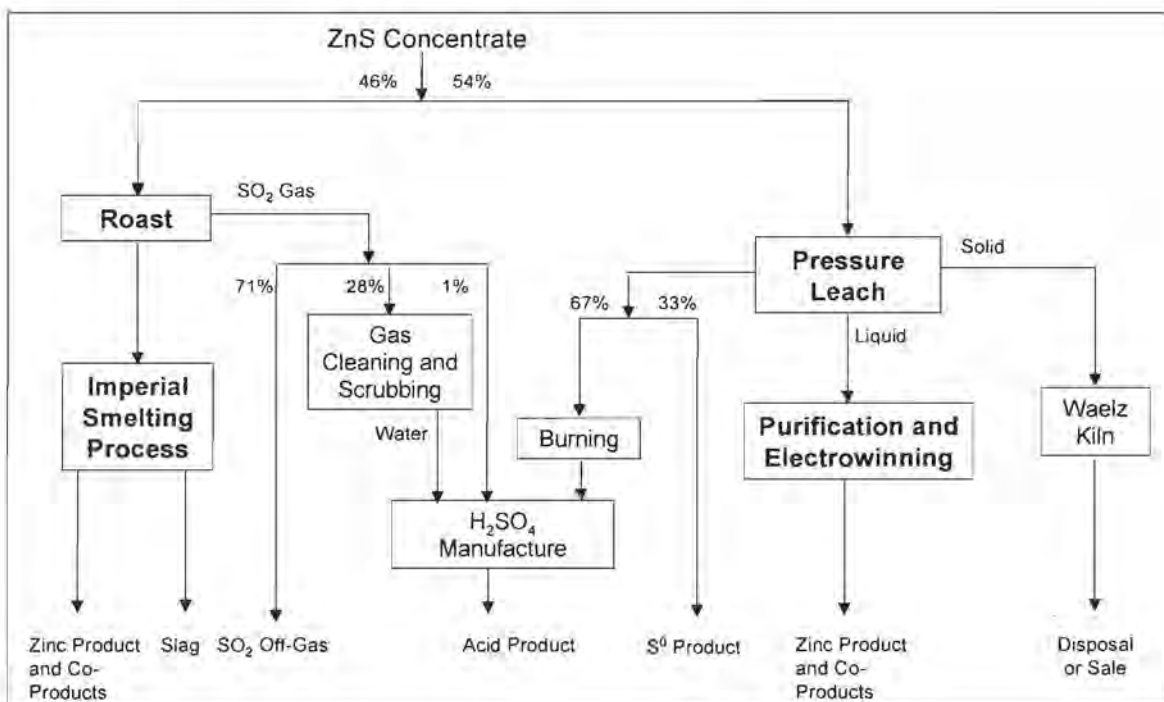 ZnS Concentrate
46%
54%
SO₂ Gas
Roast
Solid
Pressure
Leach
71%
28%
1%
67%
33%
Gas
Cleaning and
Scrubbing
Liquid
Imperial
Smelting
Process
Water
Burning
Purification and
Electrowinning
Waelz
Kiln
H₂SO₄
Manufacture
Zinc Product
and Co-
Products
Slag
SO₂ Off-Gas
Acid Product
S⁰ Product
Zinc Product
and Co-
Products
Disposal
or Sale